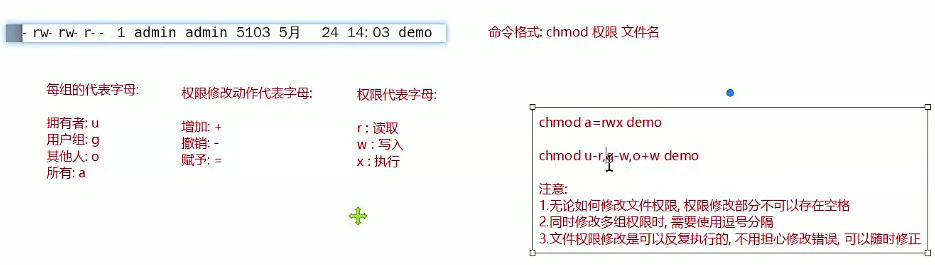 - rw- rw- r-- 1 admin admin 5103 5月 24 14:03 demo
命令格式: chmod 权限 文件名
每组的代表字母:
拥有者: u
用户组: g
其他人: o
所有: a
权限修改动作代表字母:
增加: +
撤销: -
赋予: =
权限代表字母:
r : 读取
w : 写入
x : 执行
chmod a=rwx demo
chmod u-r,g-w,o+w demo
注意:
1.无论如何修改文件权限, 权限修改部分不可以存在空格
2.同时修改多组权限时, 需要使用逗号分隔
3.文件权限修改是可以反复执行的, 不用担心修改错误, 可以随时修正